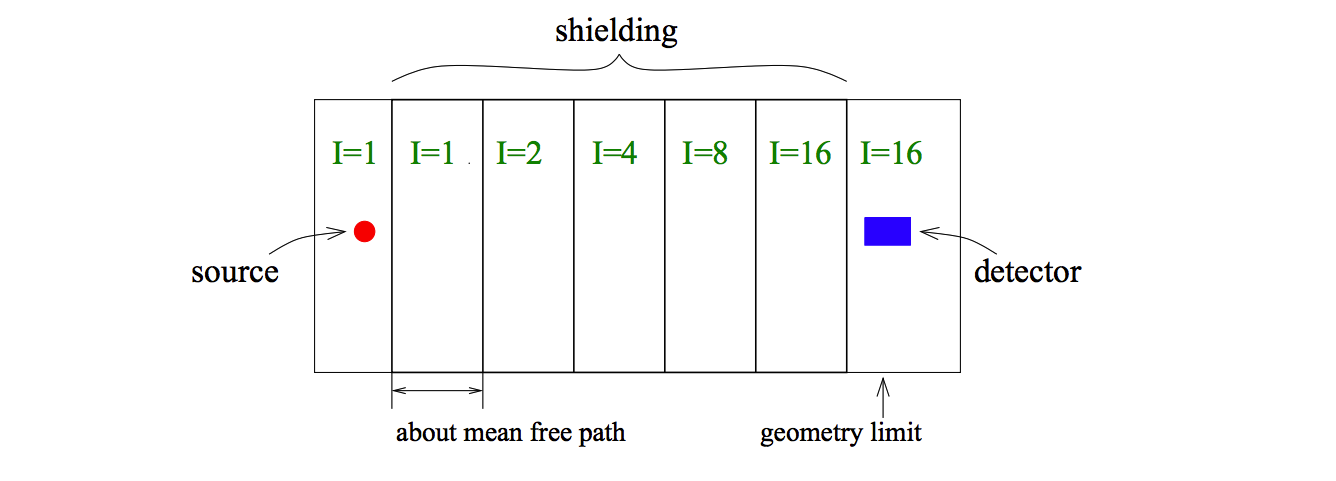 shielding
I=1 I=1 . I=2 I=4 I=8 I=16 I=16
source
detector
about mean free path
geometry limit